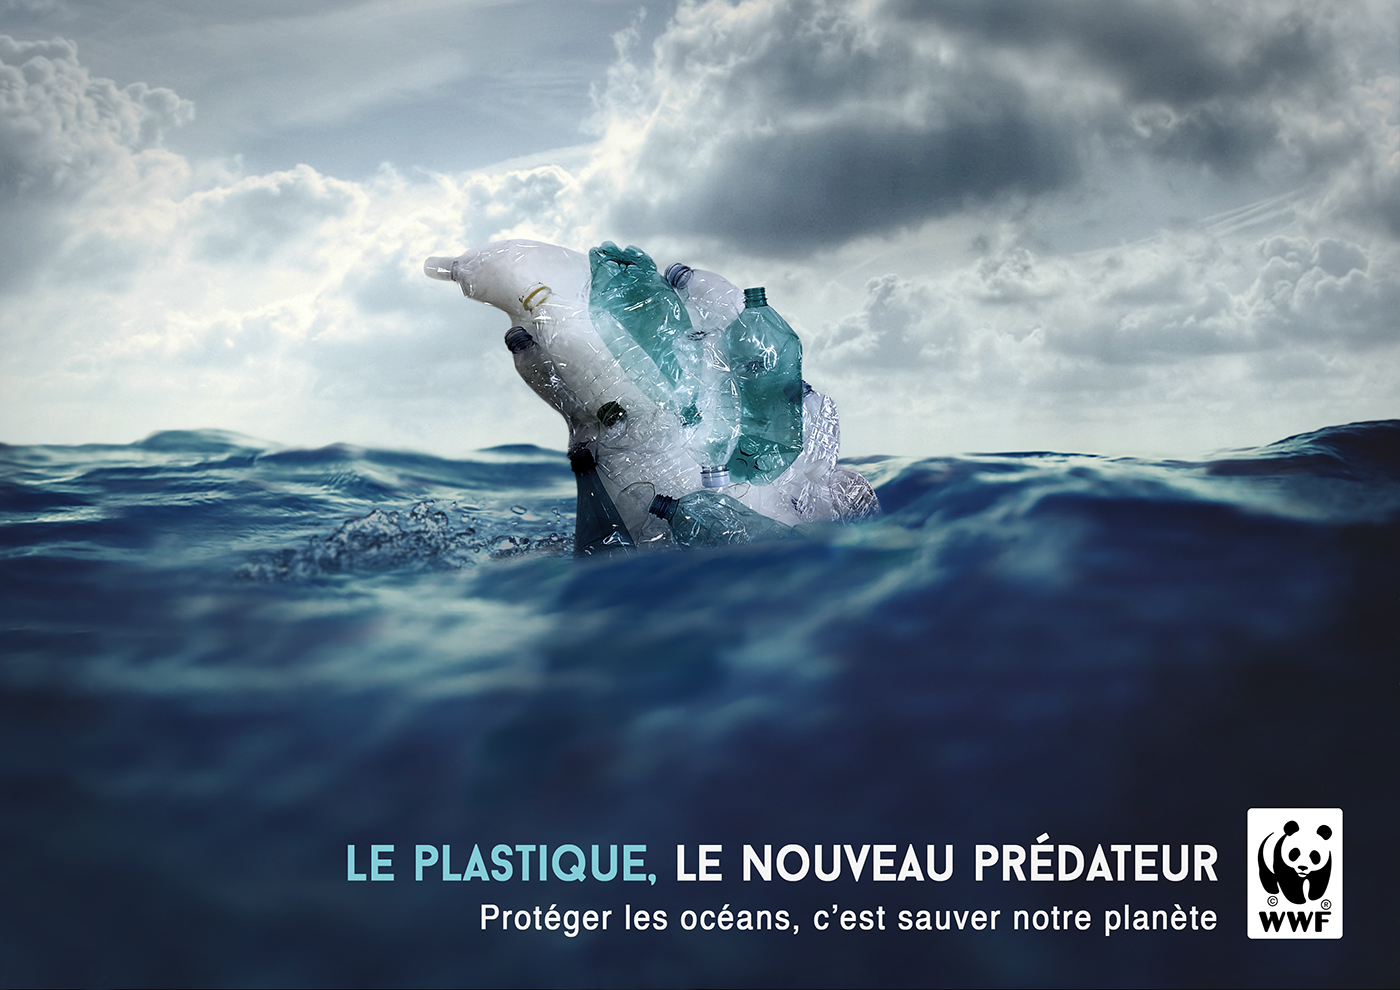 LE PLASTIQUE, LE NOUVEAU PRÉDATEUR
Protéger les océans, c’est sauver notre planète
©
®
WWF